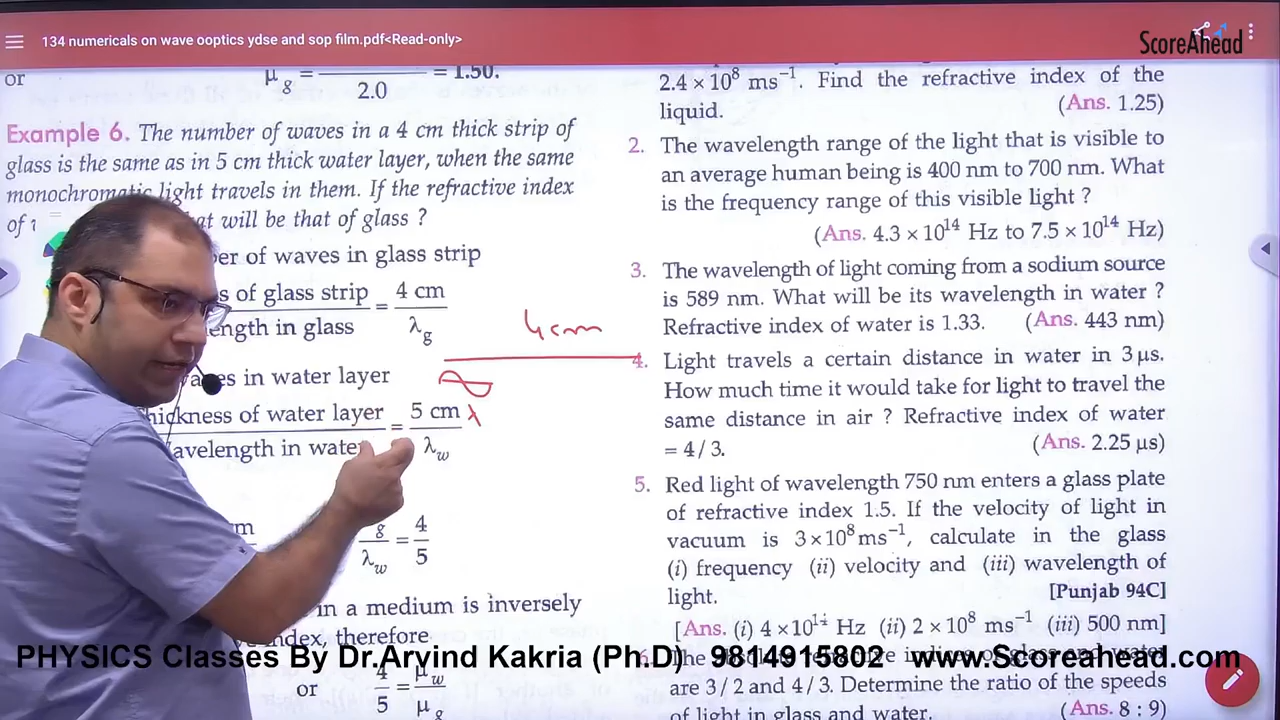 134 numericals on wave ooptics ydse and sop film.pdf<Read-only>
ScoreAhead
or
μg = 
2.0
= 1.50.
Example 6. The number of waves in a 4 cm thick strip of
glass is the same as in 5 cm thick water layer, when the same
monochromatic light travels in them. If the refractive index
of will be that of glass ?
of waves in glass strip
of glass strip = 4 cm
in glass λg
4 cm
in water layer
of water layer = 5 cm λ
in water λw
g = 4
λw 5
in a medium is inversely
therefore
or 4 = μw
5 μg
2.4 × 10⁸ ms⁻¹. Find the refractive index of the
liquid. (Ans. 1.25)
2. The wavelength range of the light that is visible to
an average human being is 400 nm to 700 nm. What
is the frequency range of this visible light ?
(Ans. 4.3 × 10¹⁴ Hz to 7.5 × 10¹⁴ Hz)
3. The wavelength of light coming from a sodium source
is 589 nm. What will be its wavelength in water ?
Refractive index of water is 1.33. (Ans. 443 nm)
4. Light travels a certain distance in water in 3 μs.
How much time it would take for light to travel the
same distance in air ? Refractive index of water
= 4/3. (Ans. 2.25 μs)
5. Red light of wavelength 750 nm enters a glass plate
of refractive index 1.5. If the velocity of light in
vacuum is 3×10⁸ ms⁻¹, calculate in the glass
(i) frequency (ii) velocity and (iii) wavelength of
light. [Punjab 94C]
[Ans. (i) 4 ×10¹⁴ Hz (ii) 2 × 10⁸ ms⁻¹ (iii) 500 nm]
6. The absolute refractive indices of glass and water
are 3/2 and 4/3. Determine the ratio of the speeds
of light in glass and water. (Ans. 8 : 9)
PHYSICS Classes By Dr.Arvind Kakria (Ph.D) 9814915802 www.Scoreahead.com